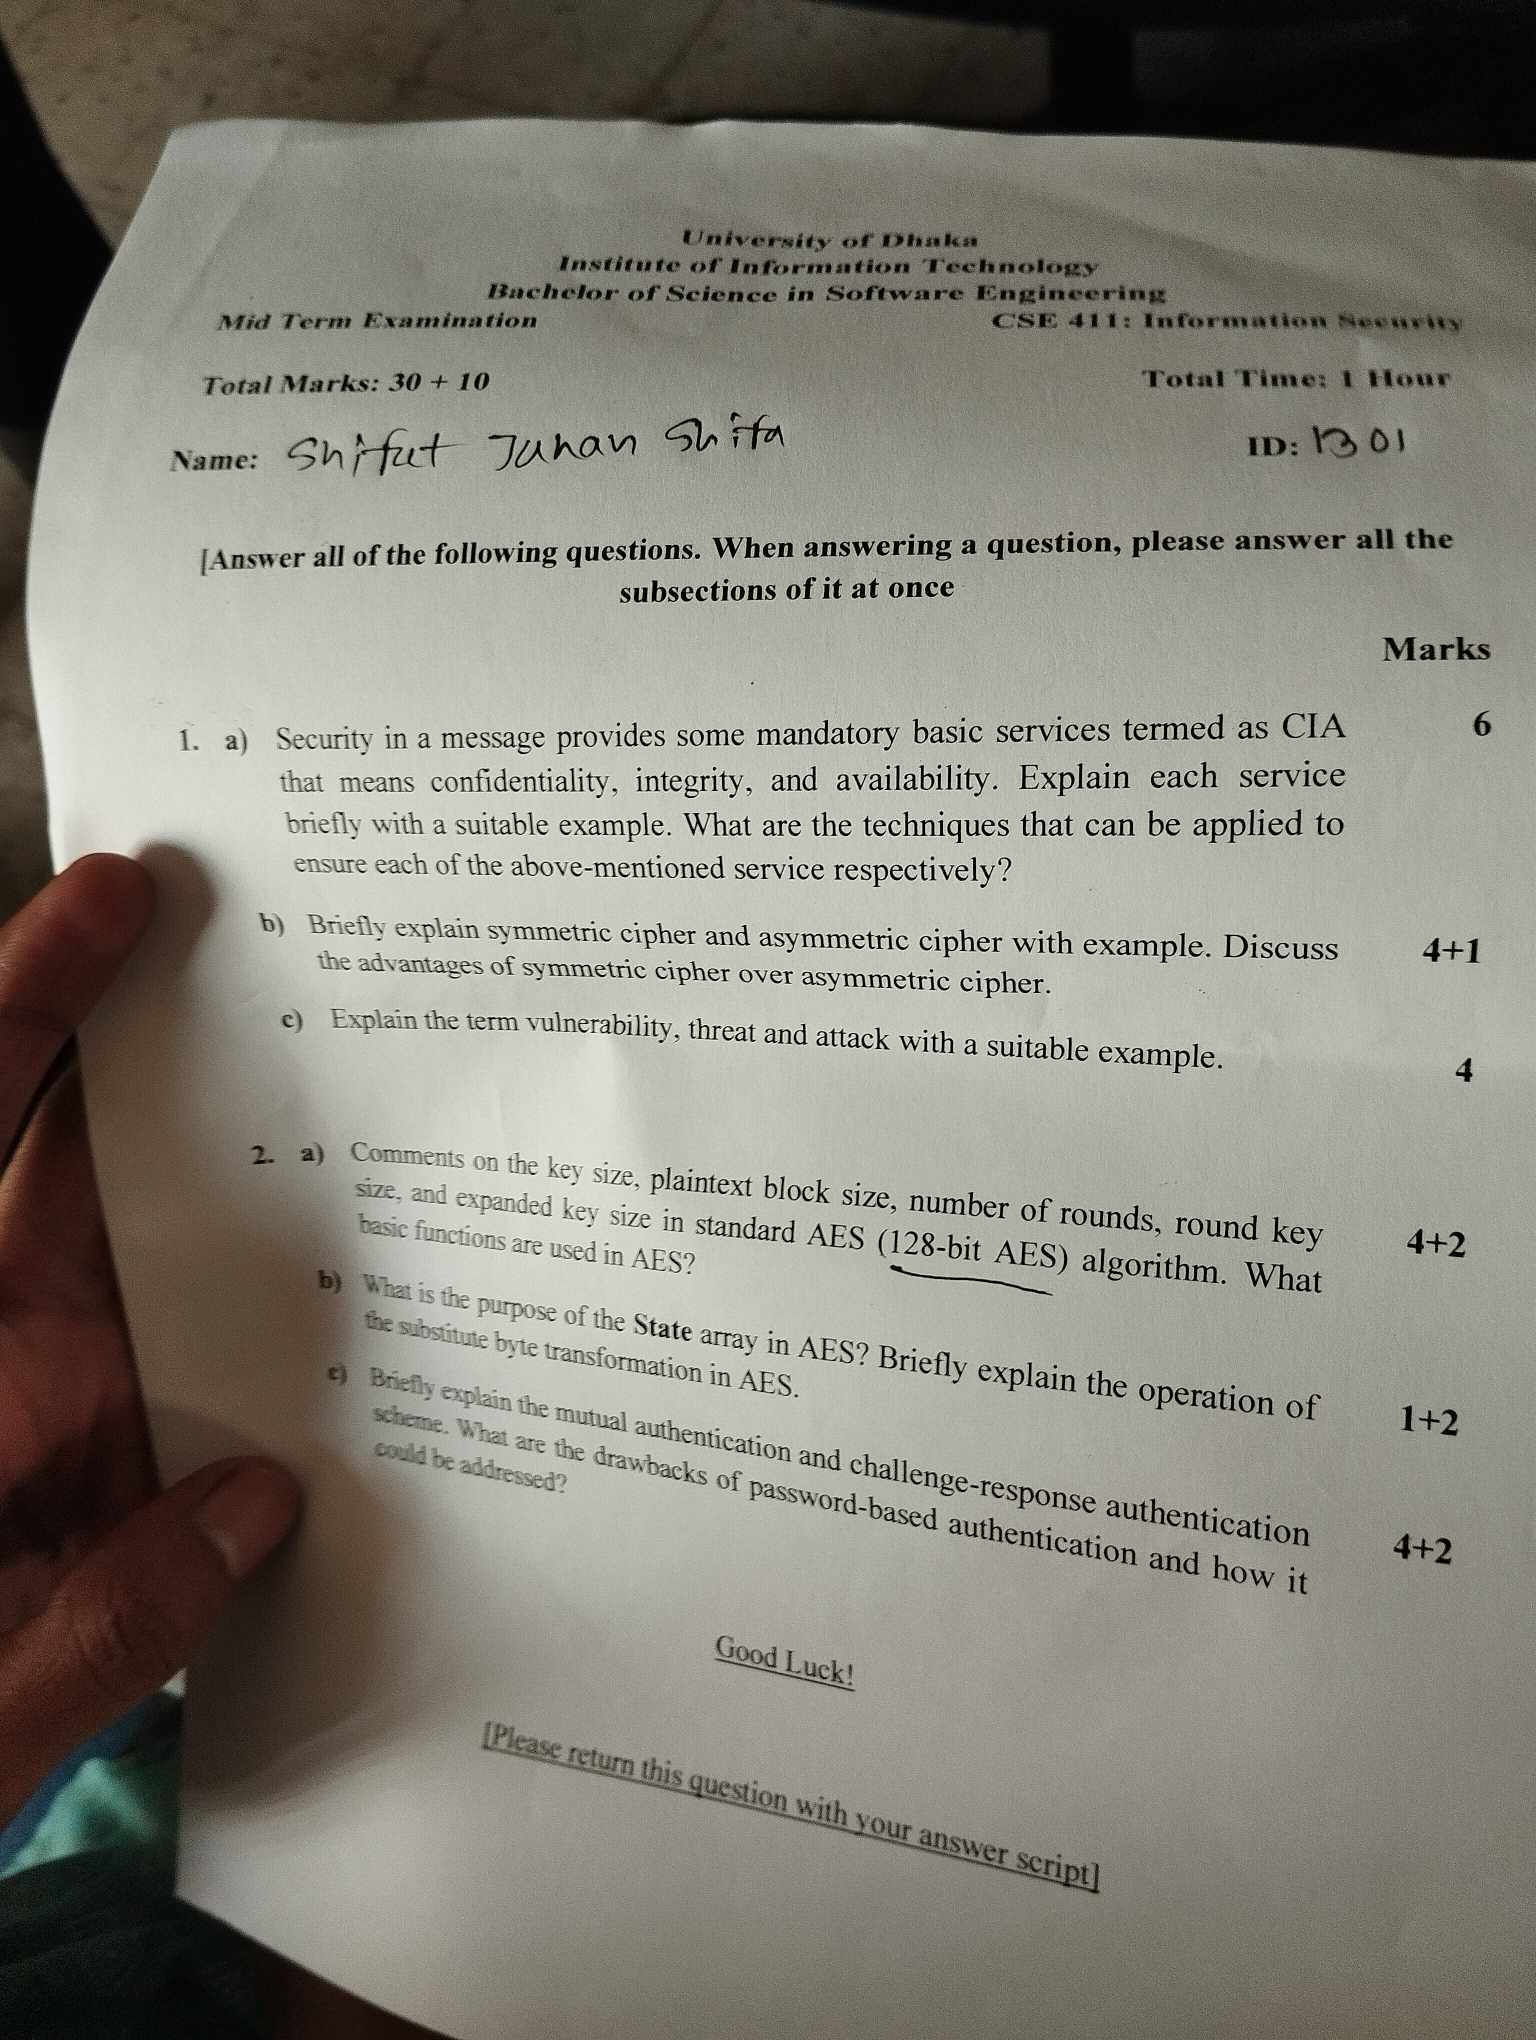 University of Dhaka
Institute of Information Technology
Bachelor of Science in Software Engineering
Mid Term Examination CSE 411: Information Security
Total Marks: 30 + 10 Total Time: 1 Hour
Name: Shifat Jahan Shifa ID: 1301
[Answer all of the following questions. When answering a question, please answer all the
subsections of it at once
Marks
1. a) Security in a message provides some mandatory basic services termed as CIA 6
that means confidentiality, integrity, and availability. Explain each service
briefly with a suitable example. What are the techniques that can be applied to
ensure each of the above-mentioned service respectively?
b) Briefly explain symmetric cipher and asymmetric cipher with example. Discuss 4+1
the advantages of symmetric cipher over asymmetric cipher.
c) Explain the term vulnerability, threat and attack with a suitable example. 4
2. a) Comments on the key size, plaintext block size, number of rounds, round key 4+2
size, and expanded key size in standard AES (128-bit AES) algorithm. What
basic functions are used in AES?
b) What is the purpose of the State array in AES? Briefly explain the operation of 1+2
the substitute byte transformation in AES.
c) Briefly explain the mutual authentication and challenge-response authentication 4+2
scheme. What are the drawbacks of password-based authentication and how it
could be addressed?
Good Luck!
[Please return this question with your answer script]